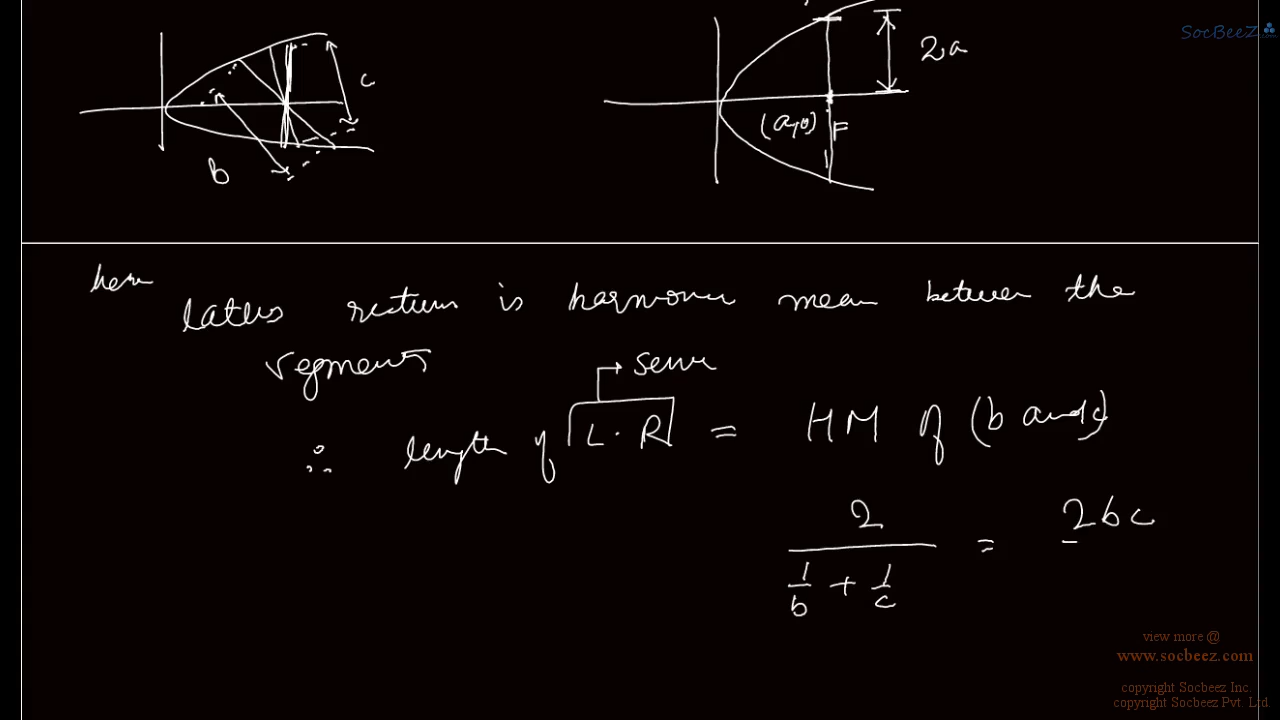 SocBeeZ
c
2a
(a,0) F
b
here
latus rectum is harmonic mean between the
segments
semi
∴ length of L.R = HM of (b and c)
2 / (1/b + 1/c) = 2bc
view more @
www.socbeez.com
copyright Socbeez Inc.
copyright Socbeez Pvt. Ltd.